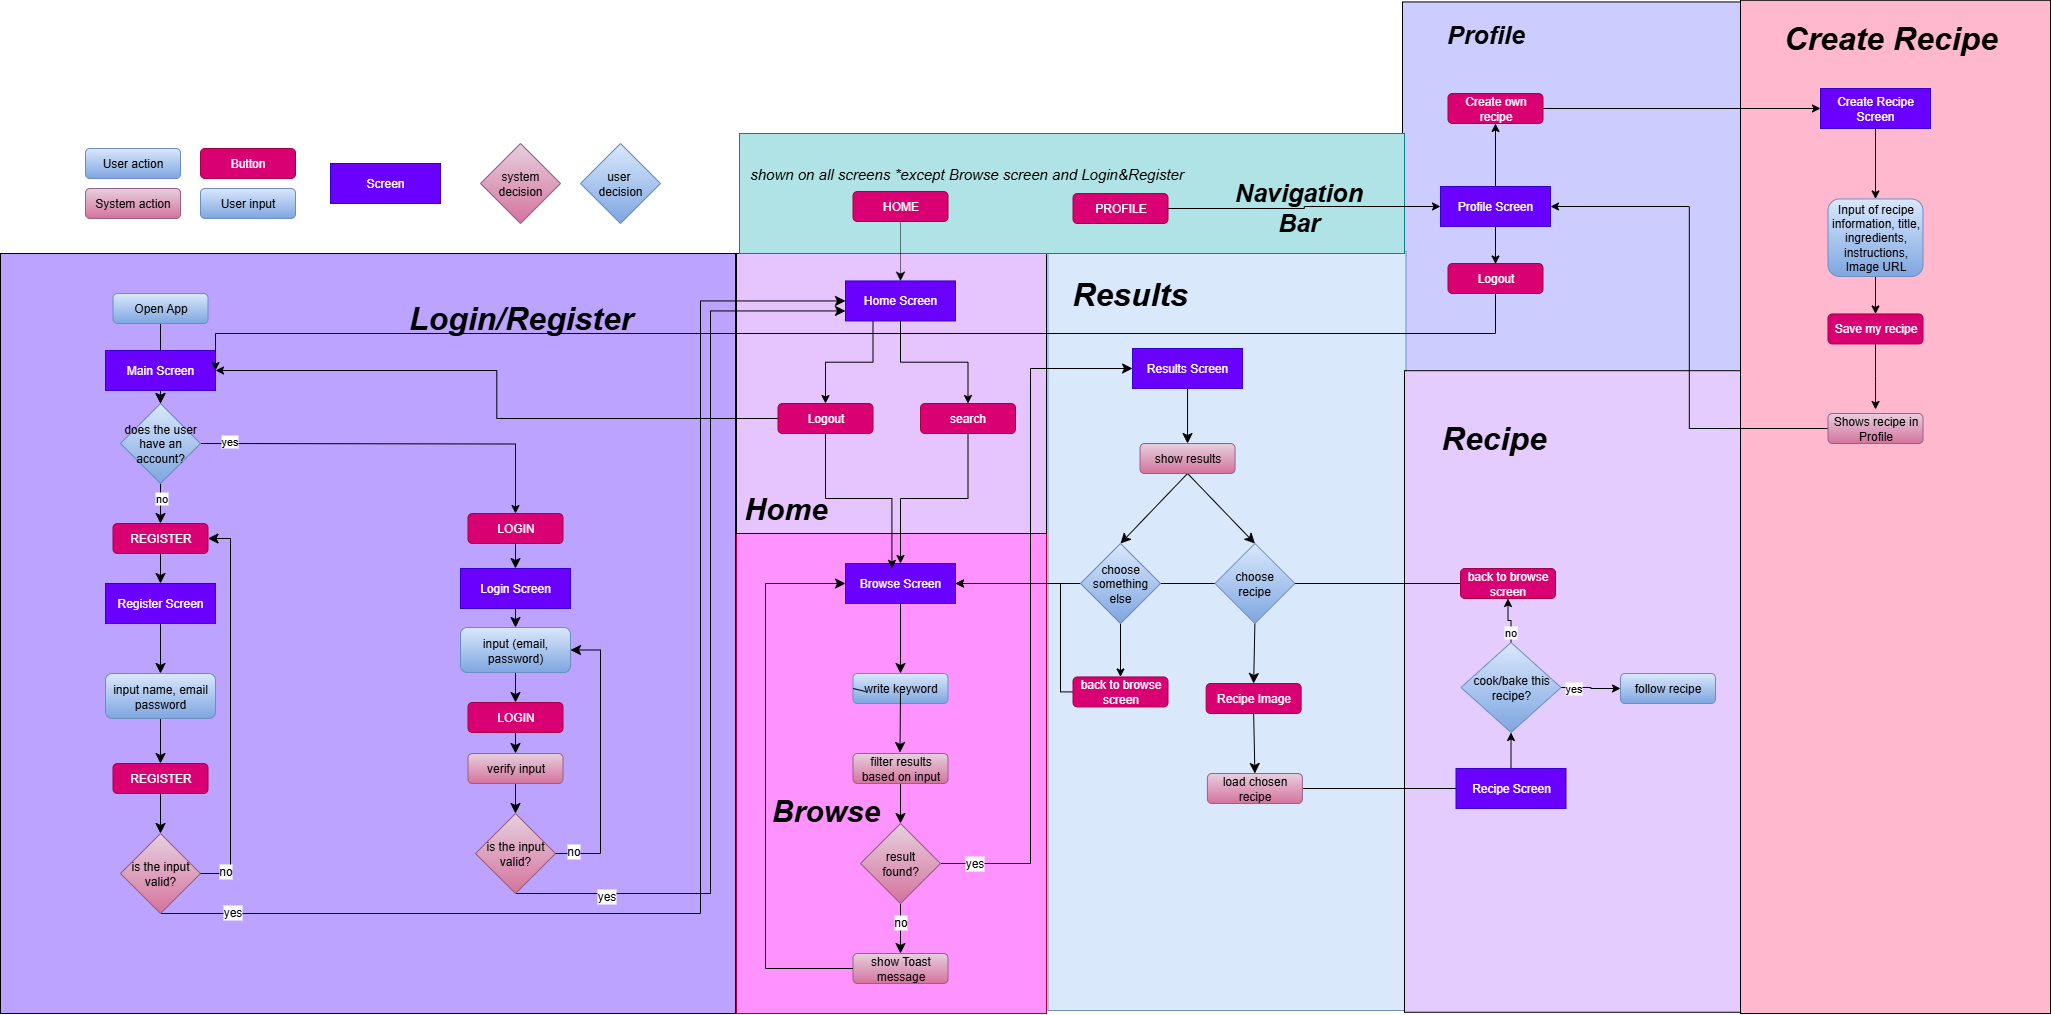 User action
Button
System action
User input
Screen
system
decision
user
decision
shown on all screens *except Browse screen and Login&Register
HOME
PROFILE
Navigation
Bar
Profile
Create own
recipe
Profile Screen
Logout
Create Recipe
Create Recipe
Screen
Input of recipe
information, title,
ingredients,
instructions,
Image URL
Save my recipe
Shows recipe in
Profile
Login/Register
Open App
Main Screen
does the user
have an
account?
yes
no
REGISTER
Register Screen
input name, email
password
REGISTER
is the input
valid?
no
yes
LOGIN
Login Screen
input (email,
password)
LOGIN
verify input
is the input
valid?
no
yes
Home Screen
Logout
search
Home
Browse Screen
write keyword
filter results
based on input
Browse
result
found?
yes
no
show Toast
message
Results
Results Screen
show results
choose
something
else
choose
recipe
back to browse
screen
Recipe Image
load chosen
recipe
Recipe
back to browse
screen
no
cook/bake this
recipe?
yes
follow recipe
Recipe Screen